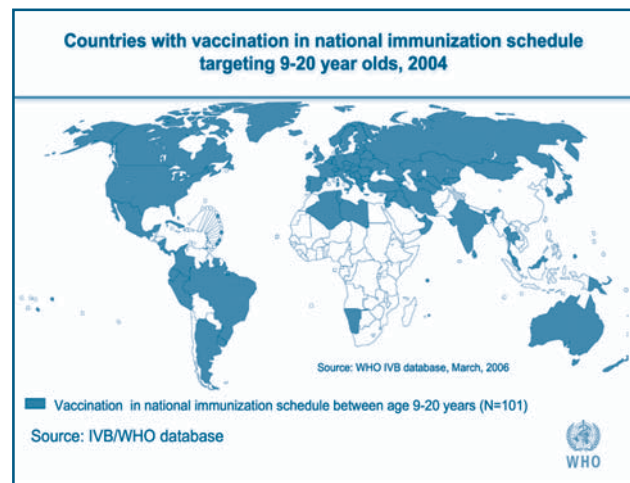 Countries with vaccination in national immunization schedule
targeting 9-20 year olds, 2004
Source: WHO IVB database, March, 2006
Vaccination in national immunization schedule between age 9-20 years (N=101)
Source: IVB/WHO database
WHO